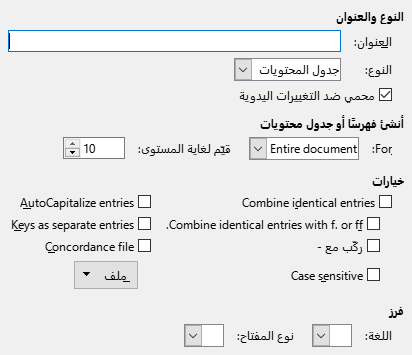 النوع والعنوان
العنوان:
النوع: جدول المحتويات
محمي ضد التغييرات اليدوية
أنشئ فهرسًا أو جدول محتويات
For: Entire document قيّم لغاية المستوى: 10
خيارات
Combine identical entries AutoCapitalize entries
Combine identical entries with f. or ff. Keys as separate entries
ركّب مع - Concordance file
Case sensitive ملف
فرز
اللغة: نوع المفتاح: